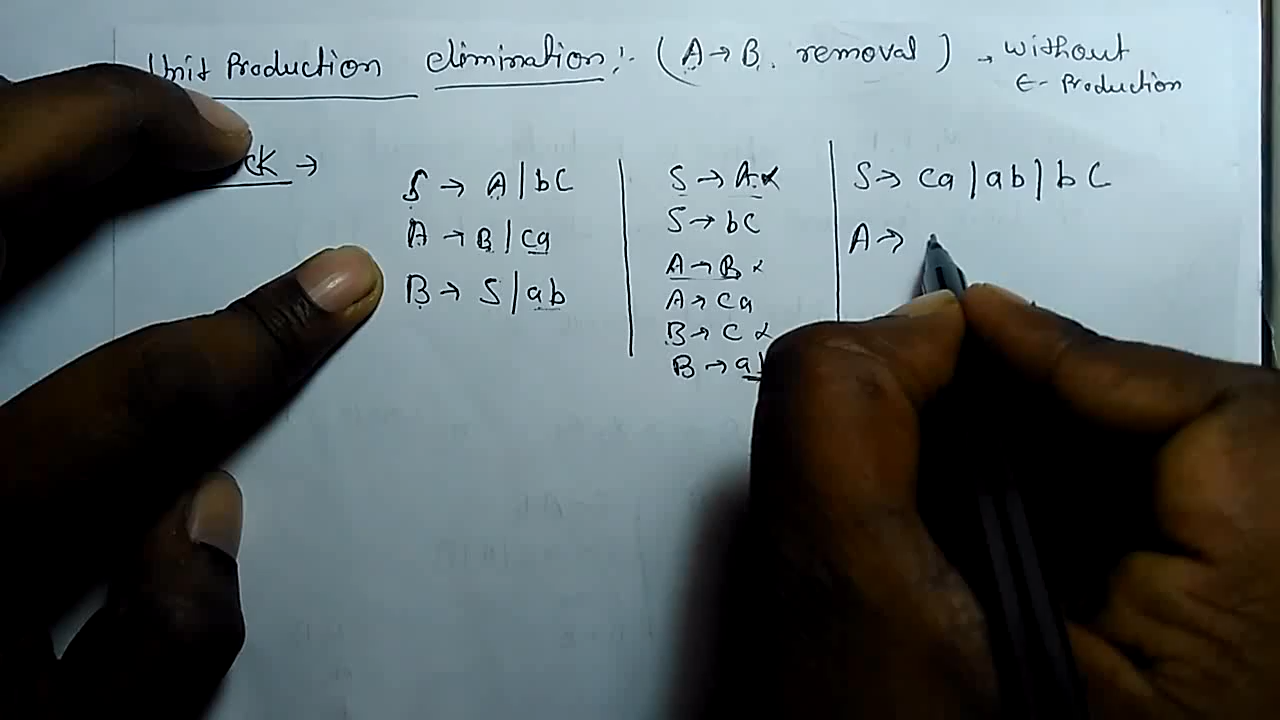 Unit Production elimination:- ( A → B. removal ) → without
ε- Production
→
S → A | bC
A → B | Ca
B → S | ab
S → A ×
S → bC
A → B ×
A → Ca
B → C ×
B →
S → Ca | ab | bC
A →